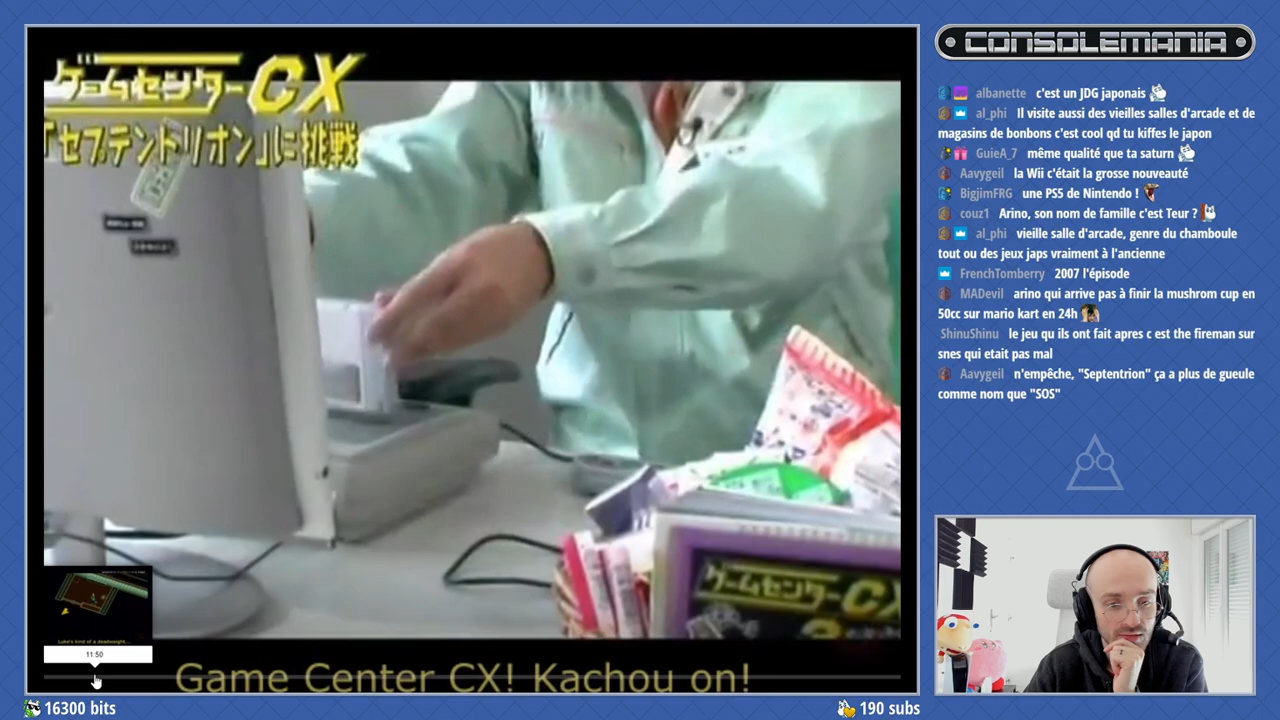 ゲームセンターCX
「セプテントリオン」に挑戦
Luke's kind of a deadweight...
11:50
ゲームセンターCX
Game Center CX! Kachou on!
16300 bits
190 subs
CONSOLEMANIA
albanette c'est un JDG japonais
al_phi Il visite aussi des vieilles salles d'arcade et de
magasins de bonbons c'est cool qd tu kiffes le japon
GuieA_7 même qualité que ta saturn
Aavygeil la Wii c'était la grosse nouveauté
BigjimFRG une PS5 de Nintendo !
couz1 Arino, son nom de famille c'est Teur ?
al_phi vieille salle d'arcade, genre du chamboule
tout ou des jeux japs vraiment à l'ancienne
FrenchTomberry 2007 l'épisode
MADevil arino qui arrive pas à finir la mushrom cup en
50cc sur mario kart en 24h
ShinuShinu le jeu qu ils ont fait apres c est the fireman sur
snes qui etait pas mal
Aavygeil n'empêche, "Septentrion" ça a plus de gueule
comme nom que "SOS"